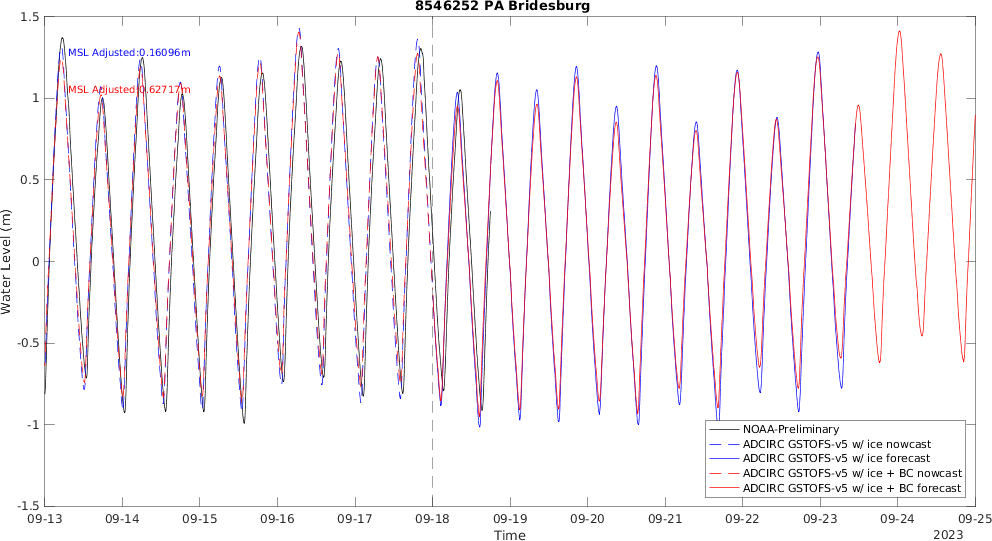 8546252 PA Bridesburg
MSL Adjusted:0.16096m
MSL Adjusted:0.62717m
Water Level (m)
1.5
1
0.5
0
-0.5
-1
-1.5
NOAA-Preliminary
ADCIRC GSTOFS-v5 w/ ice nowcast
ADCIRC GSTOFS-v5 w/ ice forecast
ADCIRC GSTOFS-v5 w/ ice + BC nowcast
ADCIRC GSTOFS-v5 w/ ice + BC forecast
09-13 09-14 09-15 09-16 09-17 09-18 09-19 09-20 09-21 09-22 09-23 09-24 09-25
Time
2023